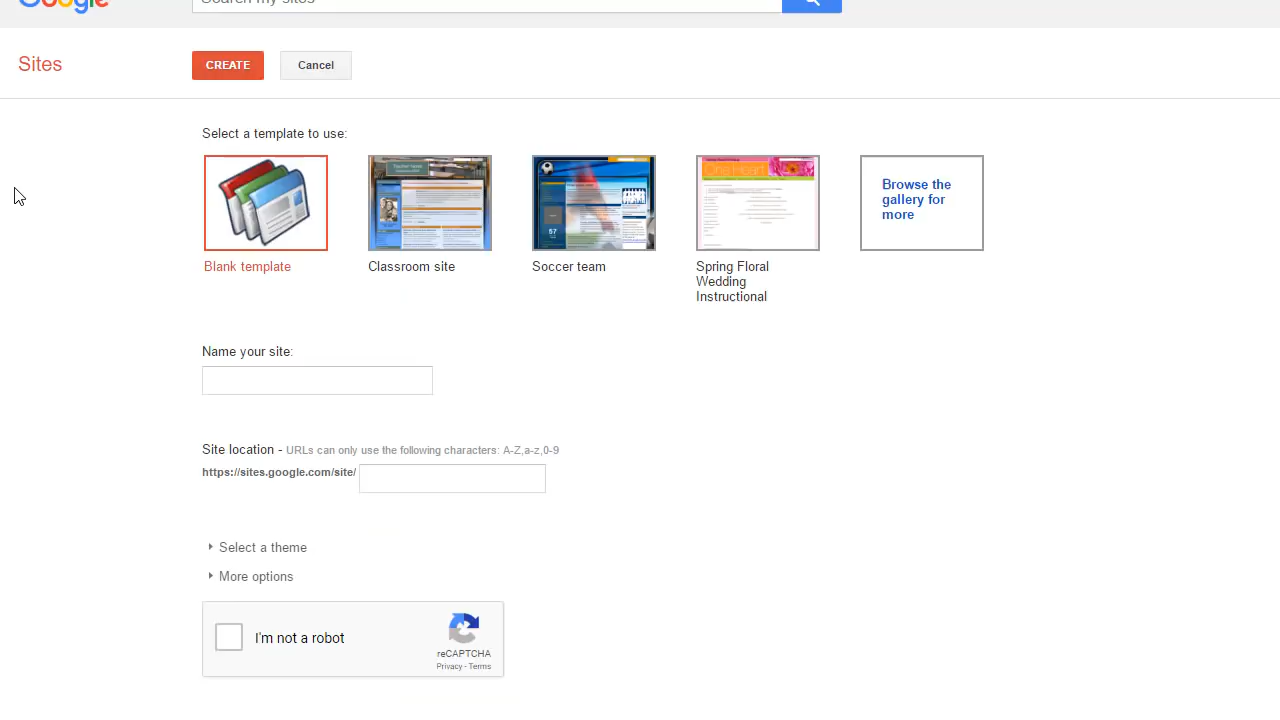 Google
Search my sites
Sites
CREATE
Cancel
Select a template to use:
Browse the
gallery for
more
Blank template
Classroom site
Soccer team
Spring Floral
Wedding
Instructional
Name your site:
Site location - URLs can only use the following characters: A-Z,a-z,0-9
https://sites.google.com/site/
Select a theme
More options
I'm not a robot
reCAPTCHA
Privacy - Terms